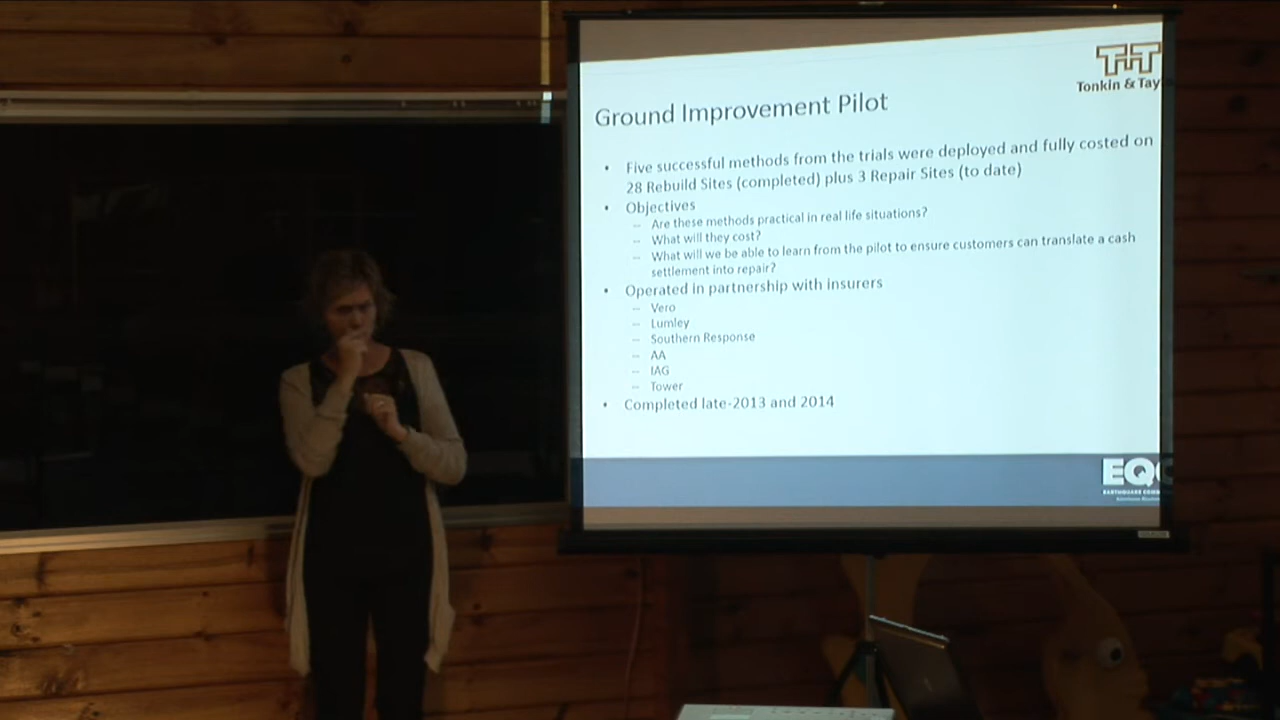 T+T
Tonkin & Tay
Ground Improvement Pilot
• Five successful methods from the trials were deployed and fully costed on
28 Rebuild Sites (completed) plus 3 Repair Sites (to date)
• Objectives
– Are these methods practical in real life situations?
– What will they cost?
– What will we be able to learn from the pilot to ensure customers can translate a cash
settlement into repair?
• Operated in partnership with insurers
– Vero
– Lumley
– Southern Response
– AA
– IAG
– Tower
• Completed late-2013 and 2014
EQC
EARTHQUAKE COMM